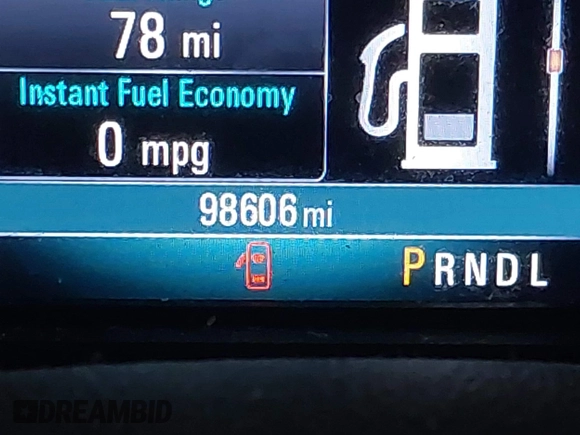 78 mi
Instant Fuel Economy
0 mpg
98606 mi
PRNDL
DREAMBID